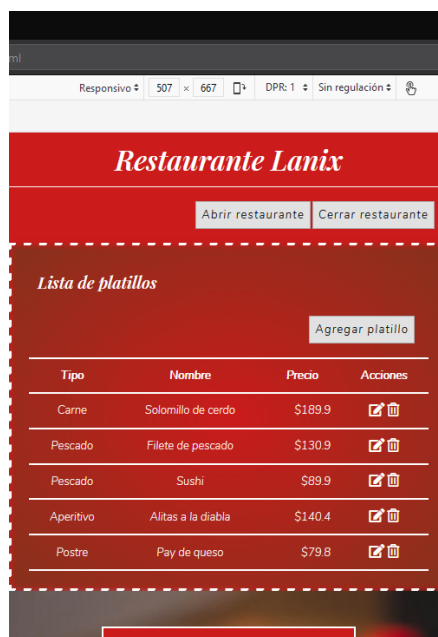 ml
Responsivo 507 × 667 DPR: 1 Sin regulación
Restaurante Lanix
Abrir restaurante Cerrar restaurante
Lista de platillos
Agregar platillo
Tipo Nombre Precio Acciones
Carne Solomillo de cerdo $189.9
Pescado Filete de pescado $130.9
Pescado Sushi $89.9
Aperitivo Alitas a la diabla $140.4
Postre Pay de queso $79.8